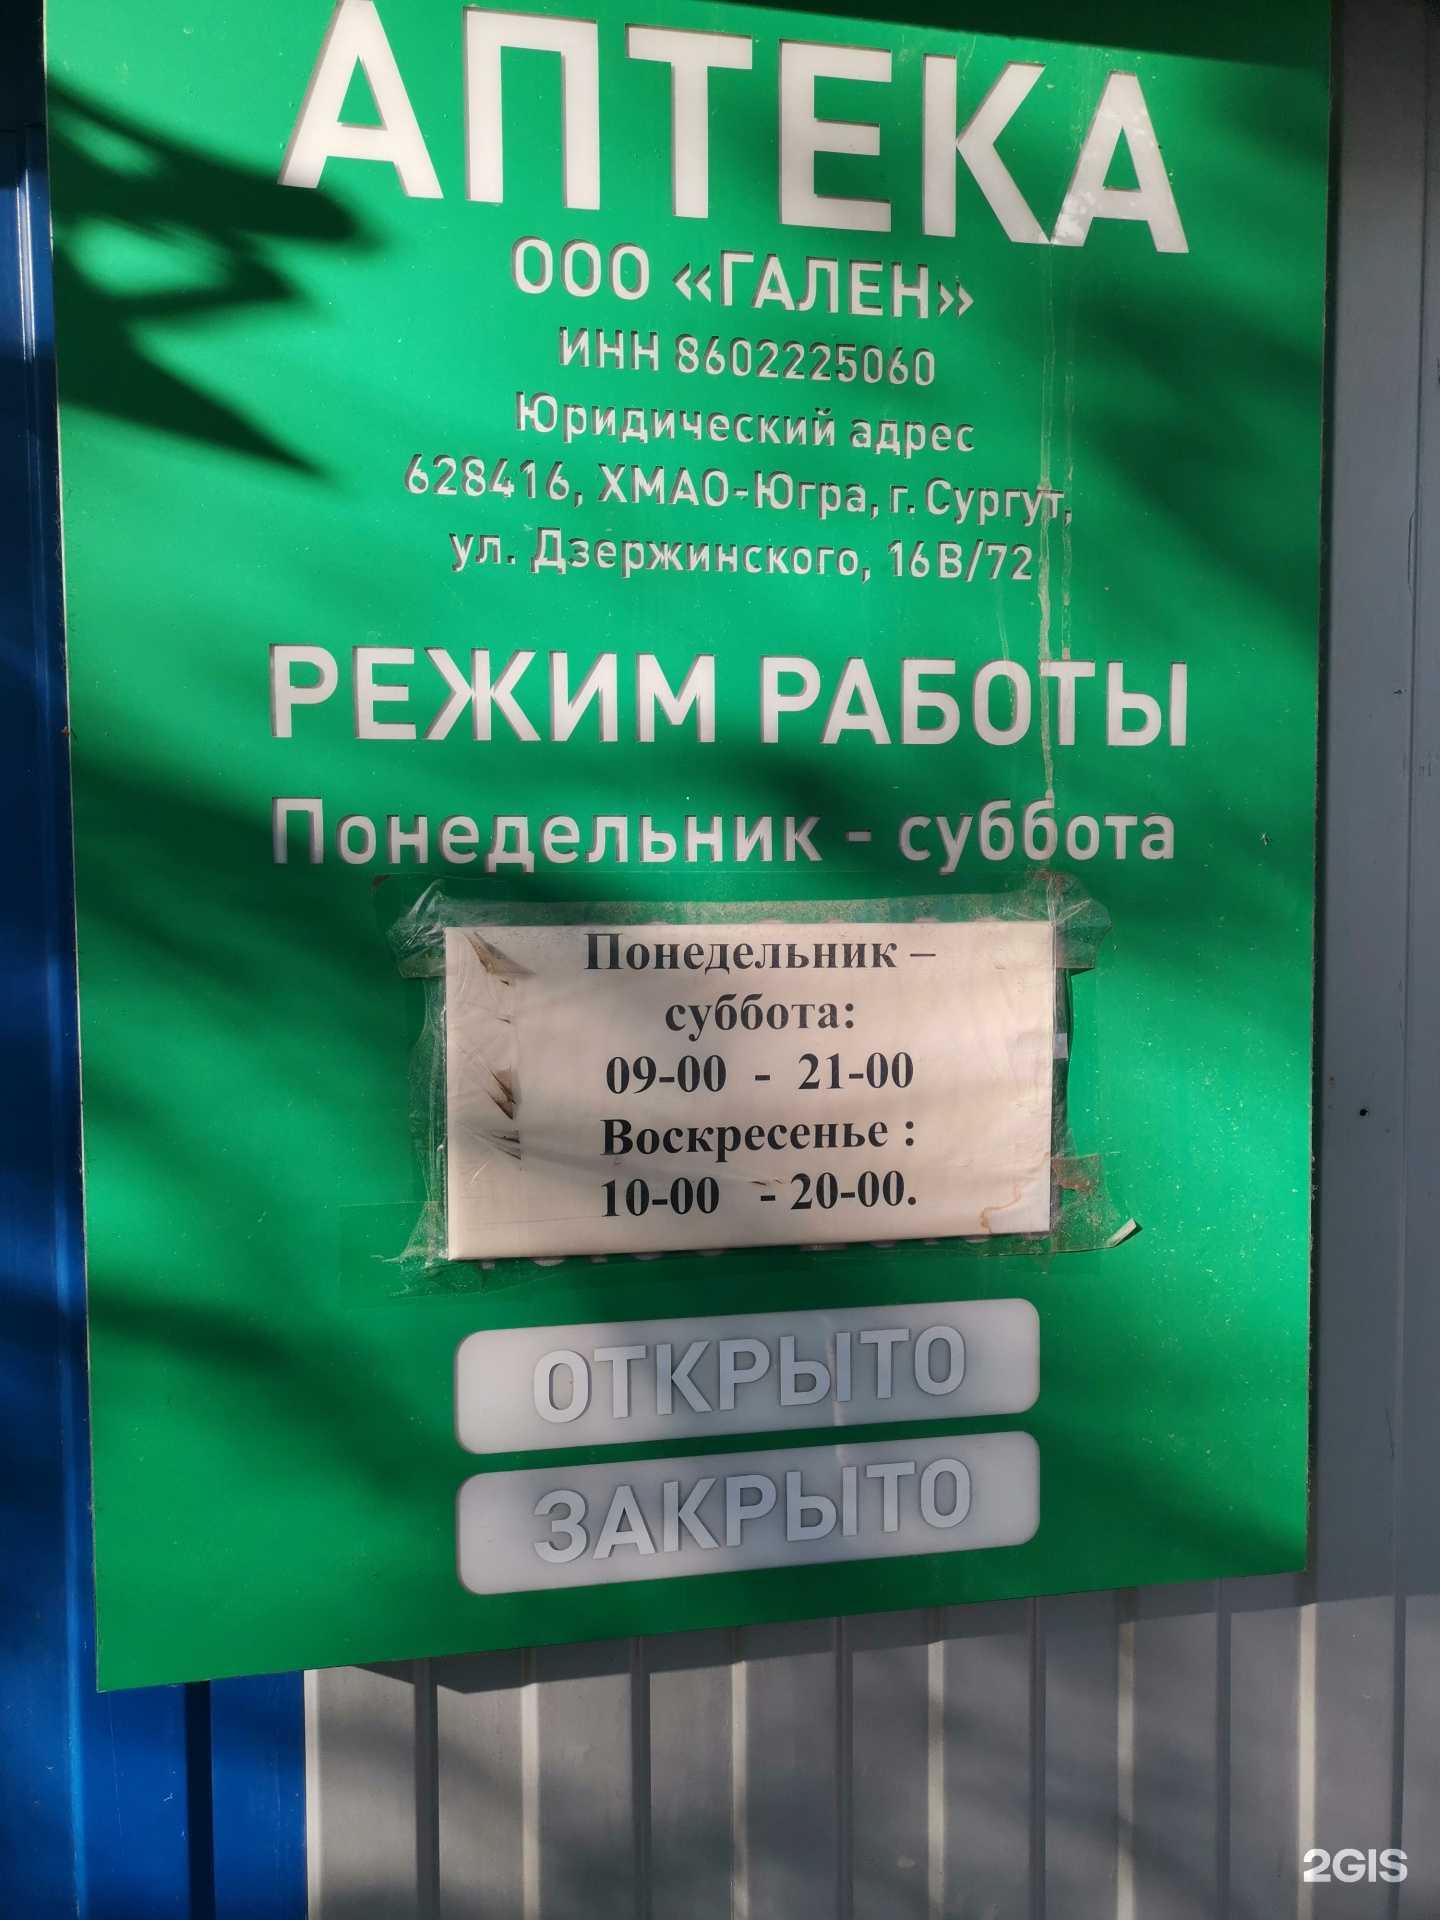 АПТЕКА
ООО «ГАЛЕН»
ИНН 8602225060
Юридический адрес
628416, ХМАО-Югра, г. Сургут,
ул. Дзержинского, 16В/72
РЕЖИМ РАБОТЫ
Понедельник - суббота
Понедельник –
суббота:
09-00 - 21-00
Воскресенье :
10-00 - 20-00.
ОТКРЫТО
ЗАКРЫТО
2GIS